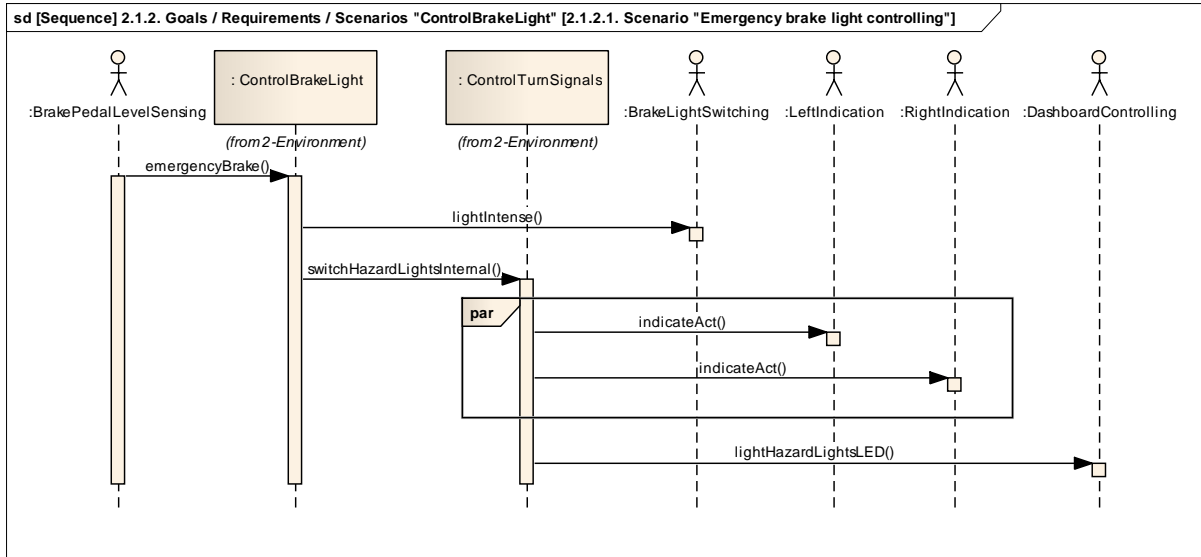 sd [Sequence] 2.1.2. Goals / Requirements / Scenarios "ControlBrakeLight" [2.1.2.1. Scenario "Emergency brake light controlling"]
: ControlBrakeLight
: ControlTurnSignals
:BrakePedalLevelSensing
:BrakeLightSwitching
:LeftIndication
:RightIndication
:DashboardControlling
(from 2-Environment)
(from 2-Environment)
emergencyBrake()
lightIntense()
switchHazardLightsInternal()
par
indicateAct()
indicateAct()
lightHazardLightsLED()